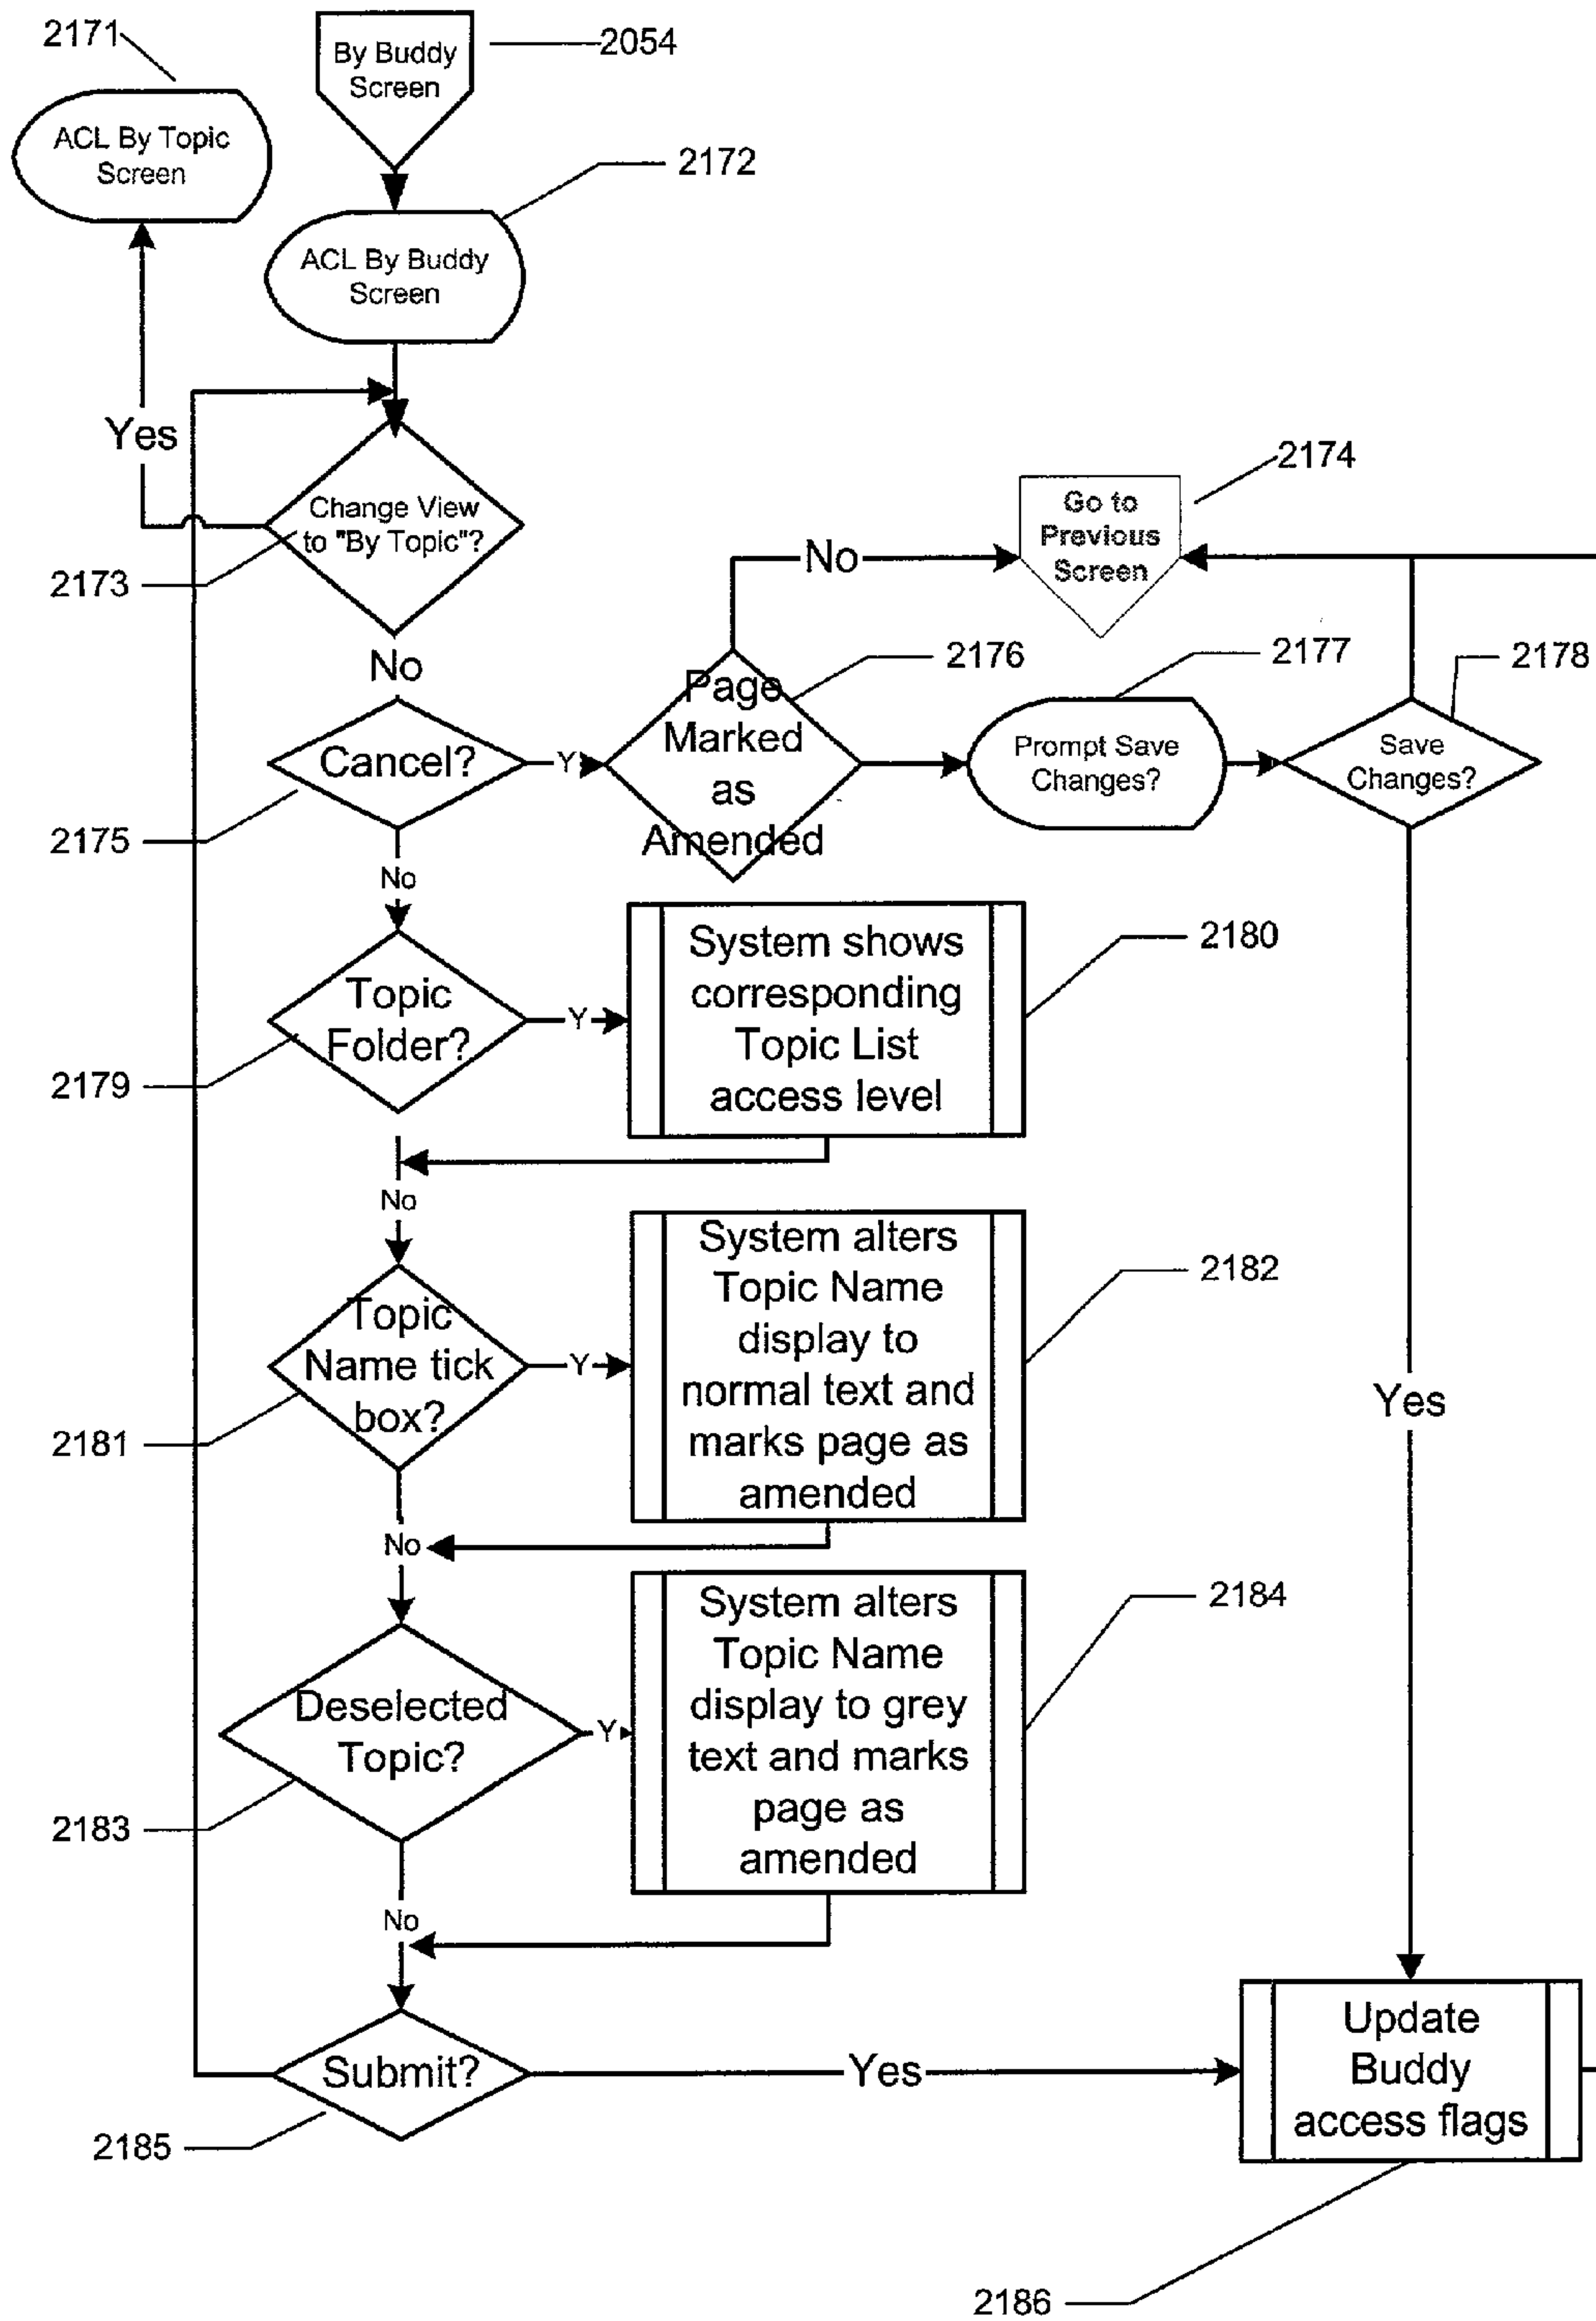 2171
By Buddy
Screen
2054
ACL By Topic
Screen
2172
ACL By Buddy
Screen
Yes
Change View
to "By Topic"?
2173
2174
Go to
Previous
Screen
No
No
2176
2177
2178
Cancel?
Y
Page
Marked
as
Amended
Prompt Save
Changes?
Save
Changes?
2175
No
Topic
Folder?
Y
System shows
corresponding
Topic List
access level
2180
2179
No
Topic
Name tick
box?
Y
System alters
Topic Name
display to
normal text and
marks page as
amended
2182
2181
Yes
No
Deselected
Topic?
Y
System alters
Topic Name
display to grey
text and marks
page as
amended
2184
2183
No
Submit?
Yes
Update
Buddy
access flags
2185
2186